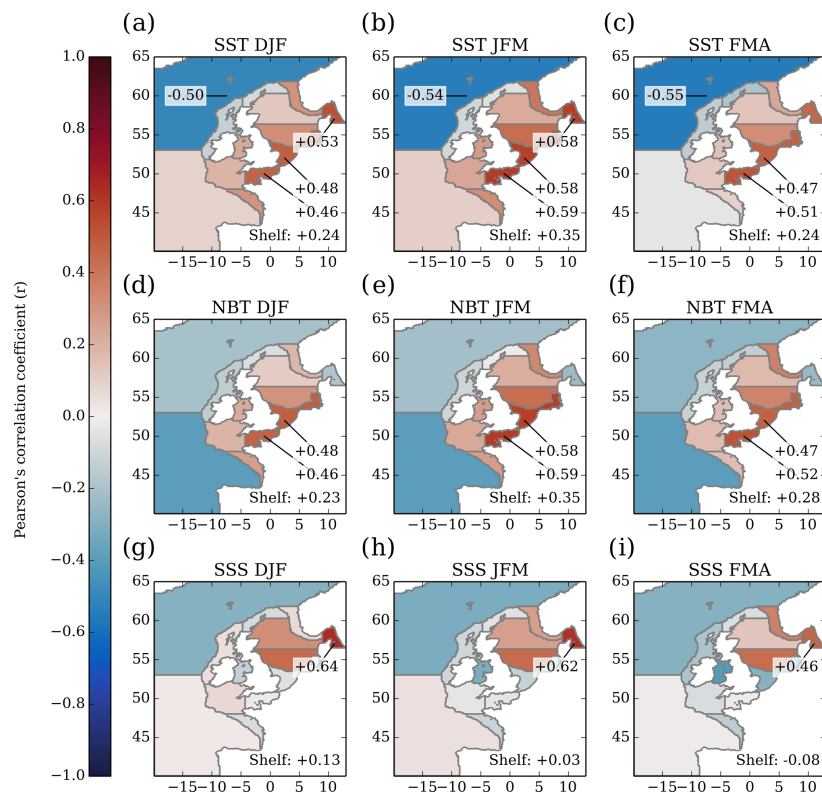 (a)
(b)
(c)
SST DJF
SST JFM
SST FMA
1.0
0.8
0.6
0.4
0.2
0.0
−0.2
−0.4
−0.6
−0.8
−1.0
Pearson's correlation coefficient (r)
65
60
55
50
45
-0.50
+0.53
+0.48
+0.46
Shelf: +0.24
−15−10−5 0 5 10
65
60
55
50
45
-0.54
+0.58
+0.58
+0.59
Shelf: +0.35
−15−10−5 0 5 10
65
60
55
50
45
-0.55
+0.47
+0.51
Shelf: +0.24
−15−10−5 0 5 10
(d)
(e)
(f)
NBT DJF
NBT JFM
NBT FMA
65
60
55
50
45
+0.48
+0.46
Shelf: +0.23
−15−10−5 0 5 10
65
60
55
50
45
+0.58
+0.59
Shelf: +0.35
−15−10−5 0 5 10
65
60
55
50
45
+0.47
+0.52
Shelf: +0.28
−15−10−5 0 5 10
(g)
(h)
(i)
SSS DJF
SSS JFM
SSS FMA
65
60
55
50
45
+0.64
Shelf: +0.13
−15−10−5 0 5 10
65
60
55
50
45
+0.62
Shelf: +0.03
−15−10−5 0 5 10
65
60
55
50
45
+0.46
Shelf: -0.08
−15−10−5 0 5 10